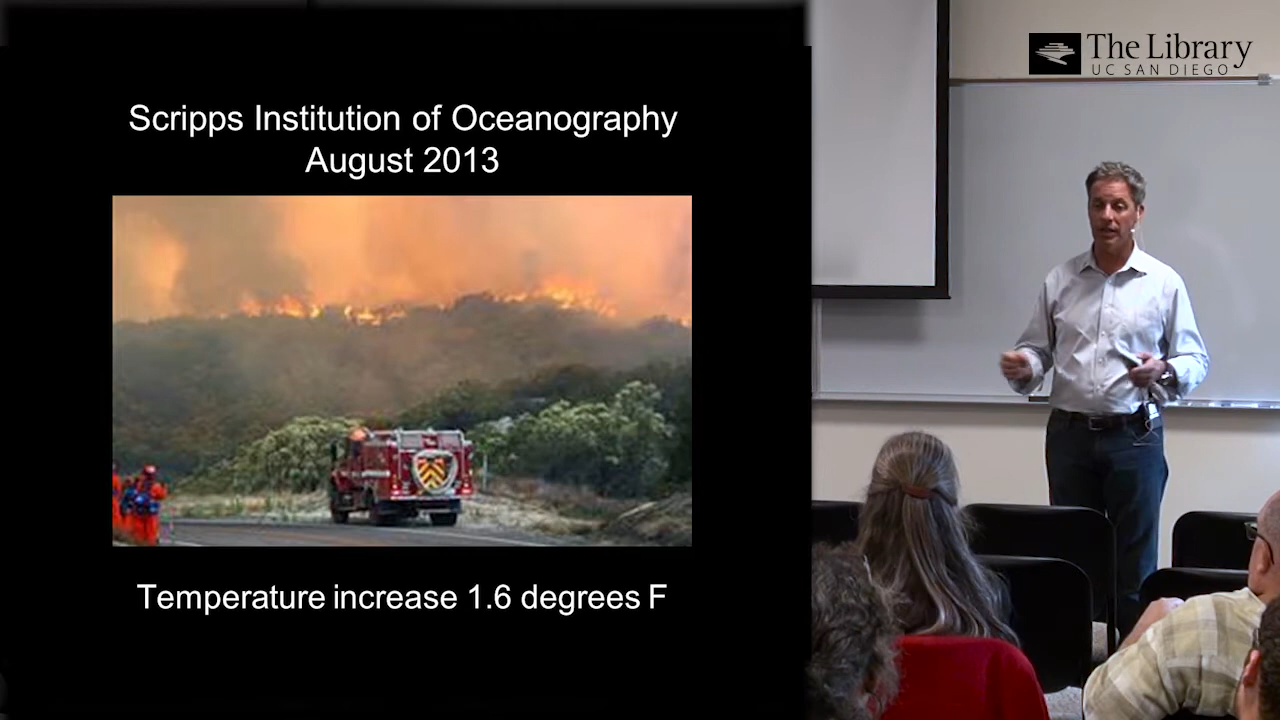 Scripps Institution of Oceanography
August 2013
Temperature increase 1.6 degrees F
The Library
UC SAN DIEGO